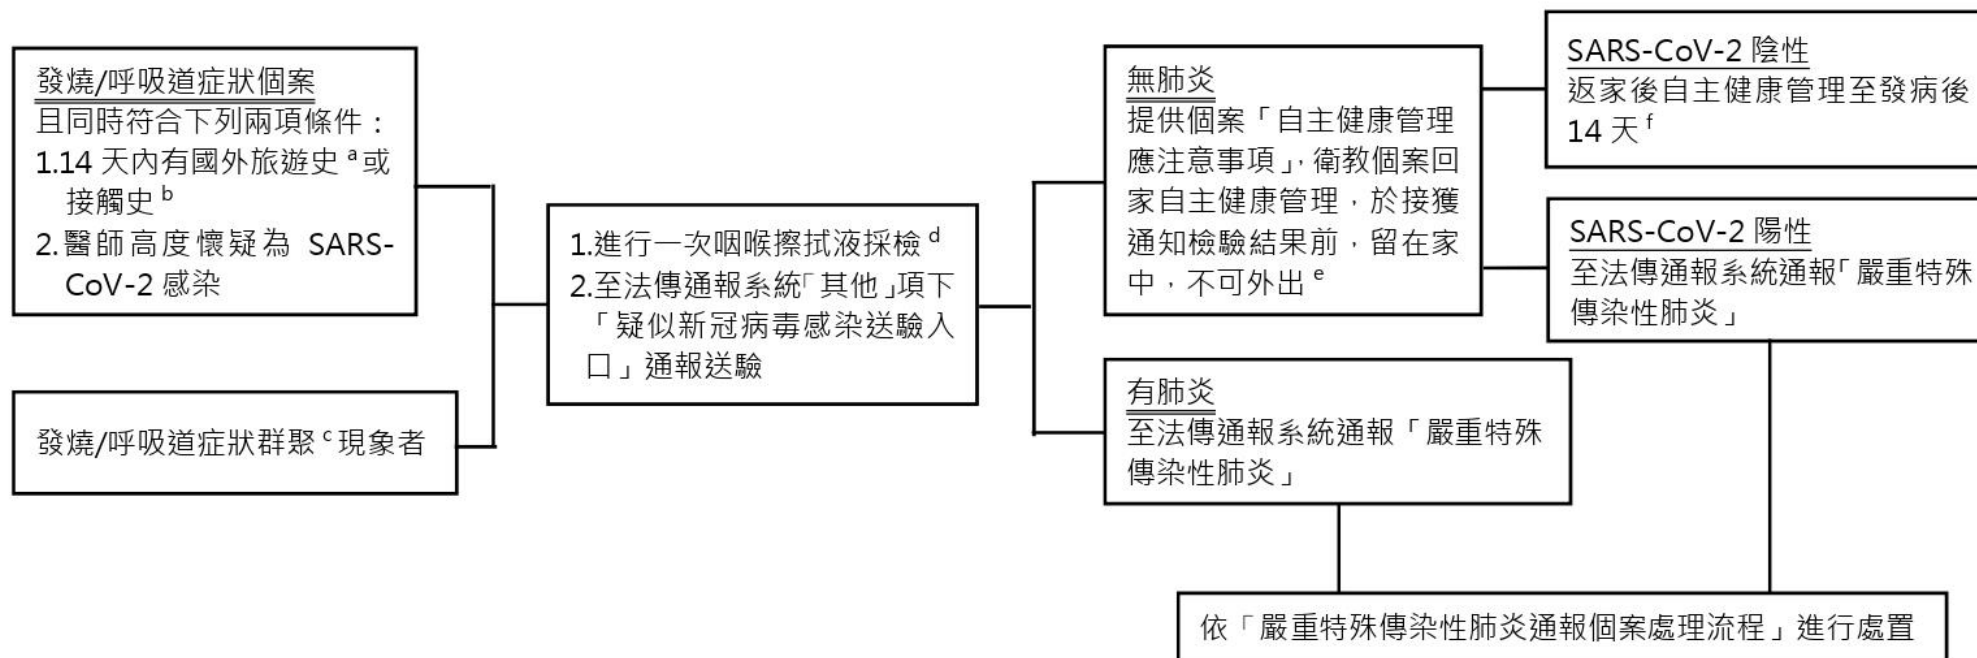 發燒/呼吸道症狀個案
且同時符合下列兩項條件：
1.14 天內有國外旅遊史 a 或
接觸史 b
2.醫師高度懷疑為 SARS-
CoV-2 感染
發燒/呼吸道症狀群聚 c 現象者
1.進行一次咽喉擦拭液採檢 d
2.至法傳通報系統「其他」項下
「疑似新冠病毒感染送驗入
口」通報送驗
無肺炎
提供個案「自主健康管理
應注意事項」，衛教個案回
家自主健康管理，於接獲
通知檢驗結果前，留在家
中，不可外出 e
有肺炎
至法傳通報系統通報「嚴重特殊
傳染性肺炎」
SARS-CoV-2 陰性
返家後自主健康管理至發病後
14 天 f
SARS-CoV-2 陽性
至法傳通報系統通報「嚴重特殊
傳染性肺炎」
依「嚴重特殊傳染性肺炎通報個案處理流程」進行處置